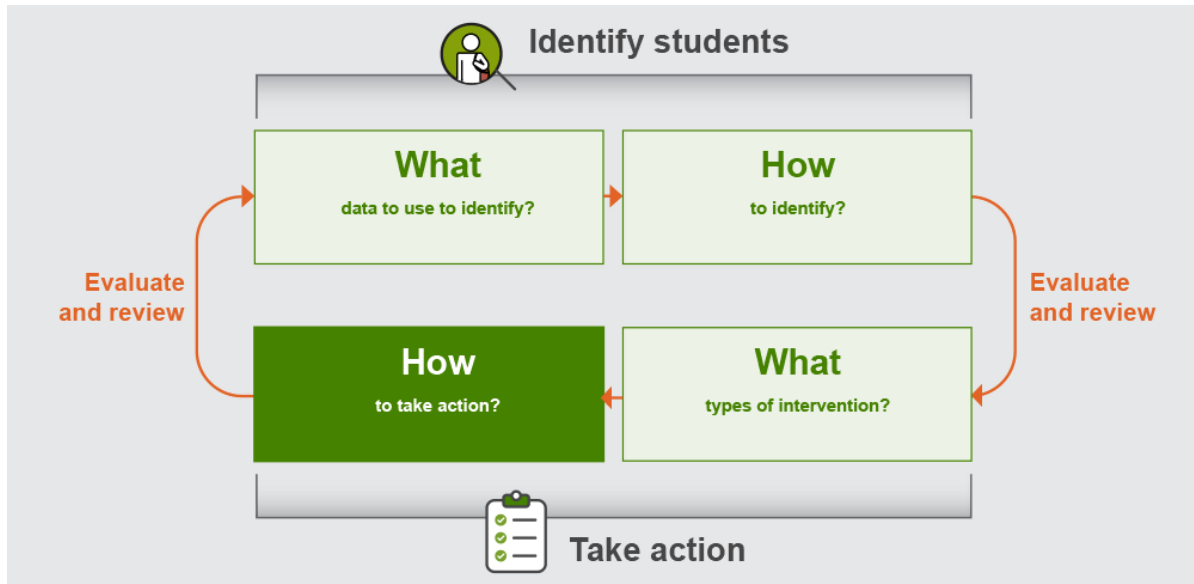 Identify students
What
data to use to identify?
How
to identify?
Evaluate
and review
Evaluate
and review
How
to take action?
What
types of intervention?
Take action